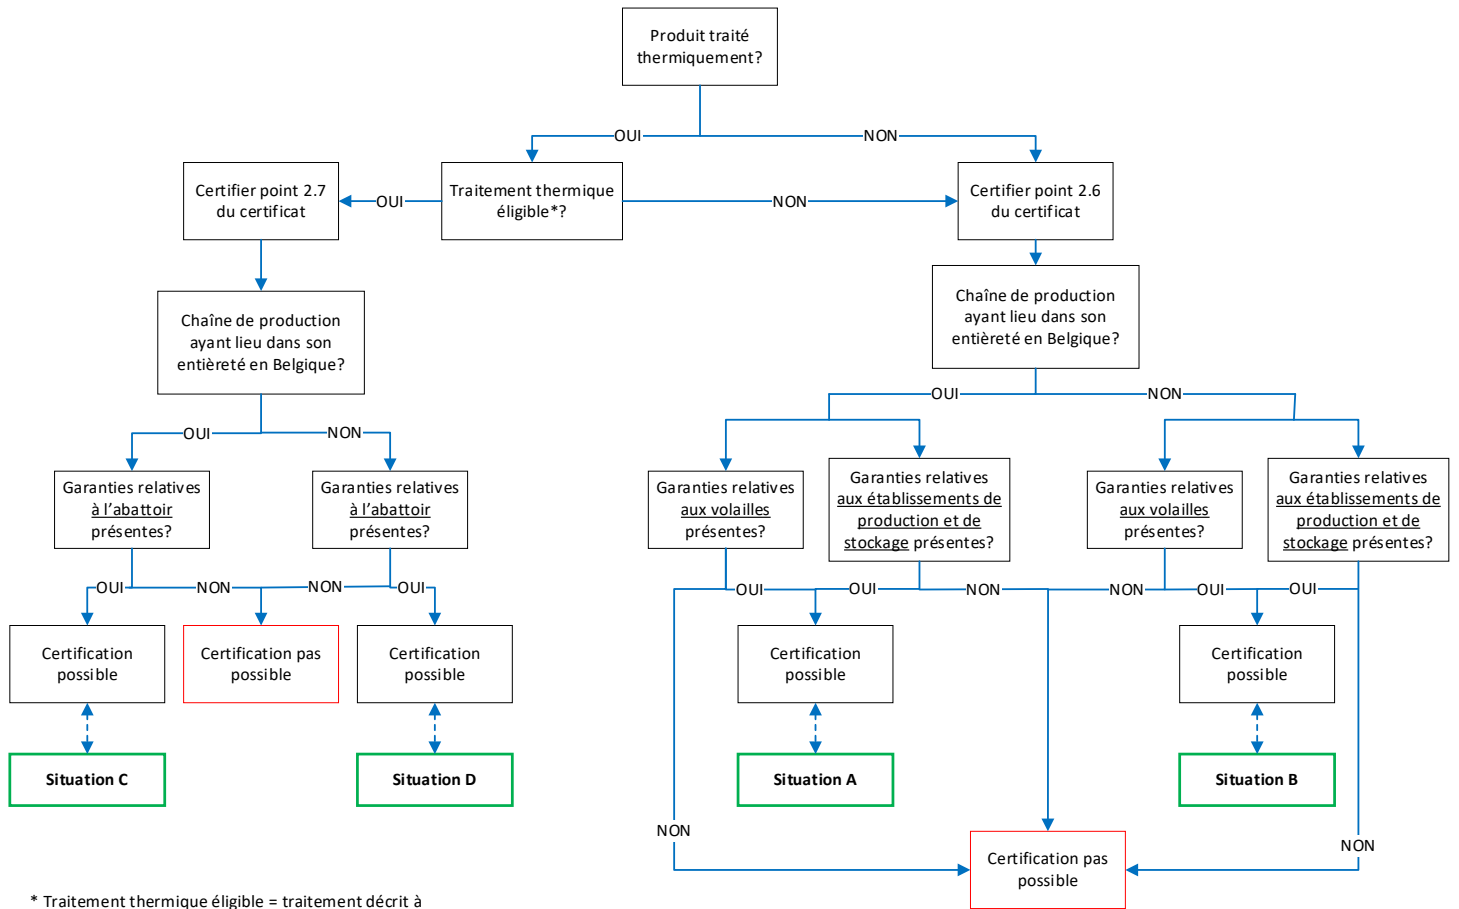 Produit traité
thermiquement?
OUI
NON
Certifier point 2.7
du certificat
OUI
Traitement thermique
éligible*?
NON
Certifier point 2.6
du certificat
Chaîne de production
ayant lieu dans son
entièreté en Belgique?
Chaîne de production
ayant lieu dans son
entièreté en Belgique?
OUI
NON
OUI
NON
Garanties relatives
à l'abattoir
présentes?
Garanties relatives
à l'abattoir
présentes?
Garanties relatives
aux volailles
présentes?
Garanties relatives
aux établissements de
production et de
stockage présentes?
Garanties relatives
aux volailles
présentes?
Garanties relatives
aux établissements de
production et de
stockage présentes?
OUI
NON
NON
OUI
OUI
OUI
NON
NON
OUI
OUI
Certification
possible
Certification pas
possible
Certification
possible
Certification
possible
Certification
possible
Situation C
Situation D
Situation A
Situation B
NON
NON
Certification pas
possible
* Traitement thermique éligible = traitement décrit à